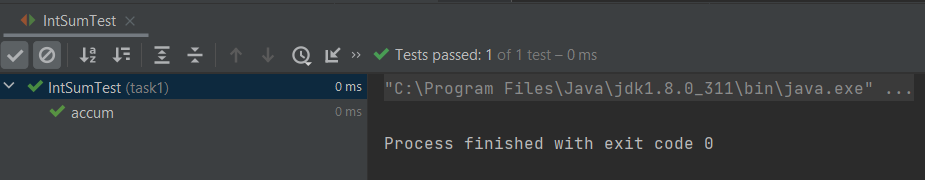 IntSumTest
Tests passed: 1 of 1 test – 0 ms
IntSumTest (task1) 0 ms
accum 0 ms
"C:\Program Files\Java\jdk1.8.0_311\bin\java.exe" ...
Process finished with exit code 0